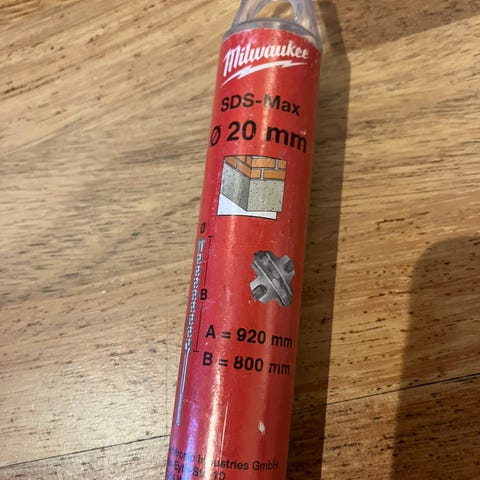 Milwaukee
SDS-Max
Ø 20 mm
Ø
B
A = 920 mm
B = 800 mm
Industries GmbH